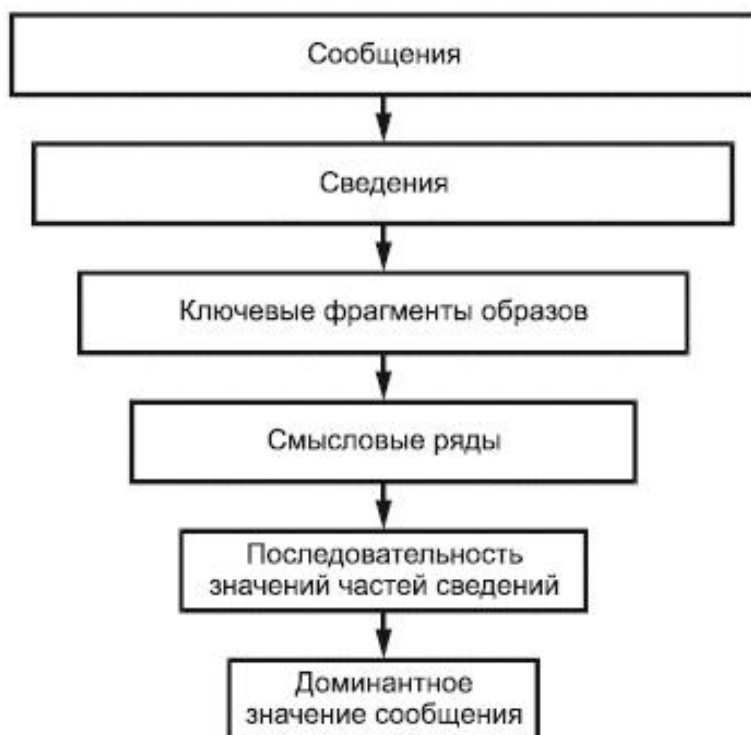 Сообщения
Сведения
Ключевые фрагменты образов
Смысловые ряды
Последовательность
значений частей сведений
Доминантное
значение сообщения